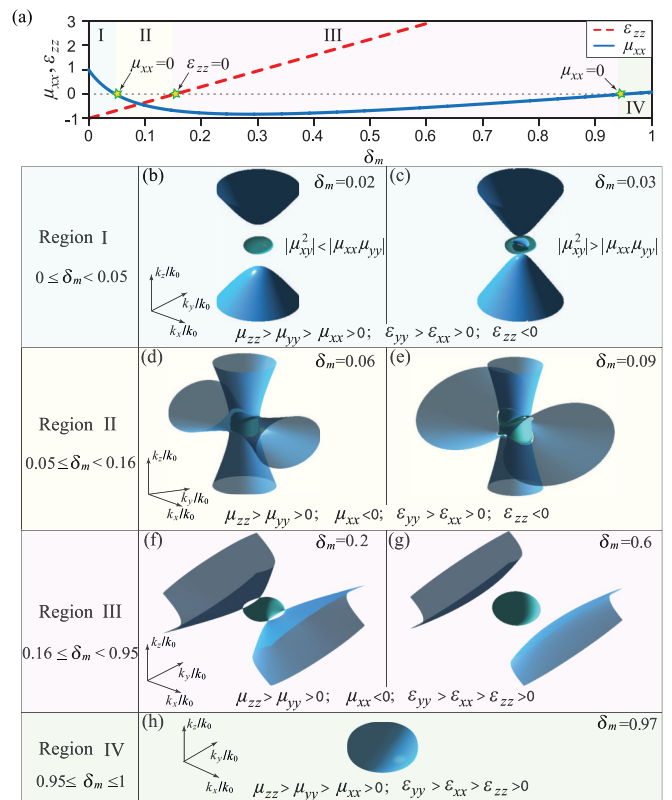 (a)
I II III IV
μxx=0 εzz=0 μxx=0
εzz
μxx
μxx, εzz
3
2
1
0
-1
0 0.1 0.2 0.3 0.4 0.5 0.6 0.7 0.8 0.9 1
δm
Region I
0 ≤ δm < 0.05
(b) δm=0.02
|μ²xy|<|μxxμyy|
kz/k0
ky/k0
kx/k0
(c) δm=0.03
|μ²xy|>|μxxμyy|
μzz > μyy > μxx >0; εyy > εxx >0; εzz <0
Region II
0.05 ≤ δm < 0.16
(d) δm=0.06
kz/k0
ky/k0
kx/k0
(e) δm=0.09
μzz > μyy >0; μxx<0; εyy > εxx >0; εzz <0
Region III
0.16 ≤ δm < 0.95
(f) δm=0.2
kz/k0
ky/k0
kx/k0
(g) δm=0.6
μzz > μyy >0; μxx<0; εyy > εxx > εzz >0
Region IV
0.95≤ δm ≤1
(h) δm=0.97
kz/k0
ky/k0
kx/k0
μzz > μyy > μxx >0; εyy > εxx > εzz >0